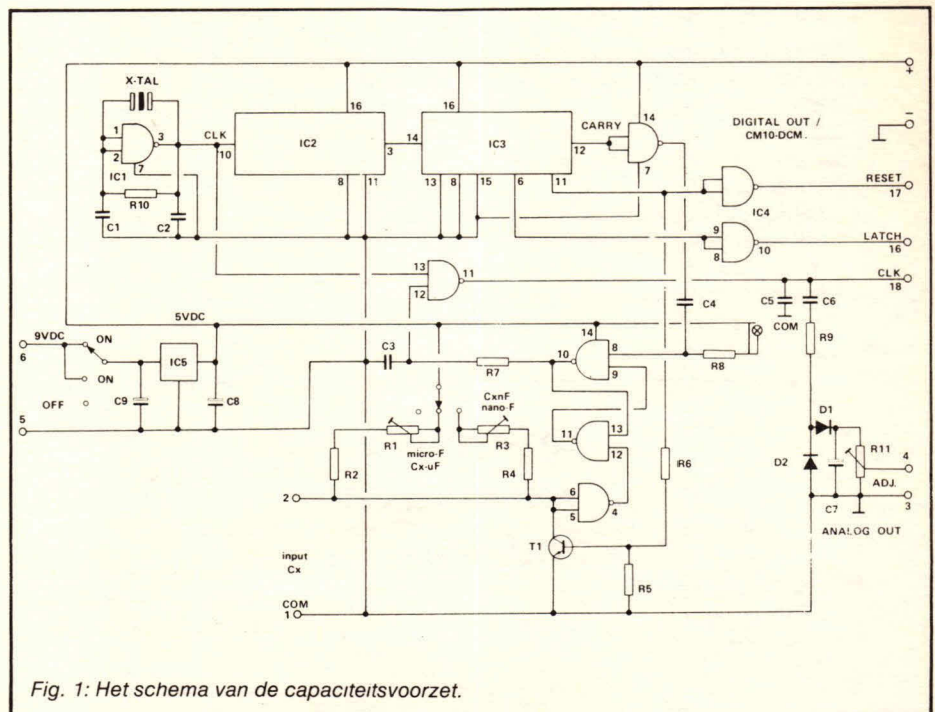 X-TAL
1
2
3
7
IC1
R10
C1
C2
CLK
10
16
IC2
8
11
3
14
16
IC3
13
8
15
6
11
12
CARRY
14
7
+
−
DIGITAL OUT /
CM10-DCM.
RESET
17
IC4
9
8
10
LATCH
16
13
12
11
CLK
18
C5
COM
C6
R9
C4
5VDC
9VDC
6
ON
ON
OFF
5
C9
IC5
C8
C3
R7
10
14
8
9
R8
11
13
12
CxnF
nano-F
R1
R3
micro-F
Cx-uF
R2
R4
R6
2
6
5
4
T1
R5
input
Cx
COM
1
D1
D2
C7
R11
4
ADJ.
3
ANALOG OUT
Fig. 1: Het schema van de capaciteitsvoorzet.